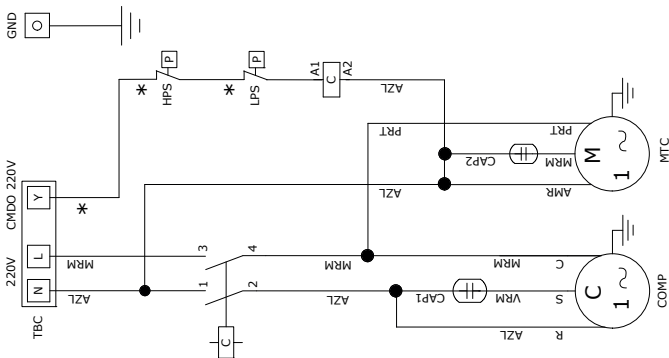 GND
220V
CMDO 220V
TBC
N
L
Y
AZL
MRM
*
*
HPS
P
*
LPS
P
A1
C
A2
AZL
C
1
2
3
4
AZL
MRM
AZL
PRT
CAP1
VRM
AZL
MRM
R
S
C
C
1~
COMP
CAP2
MRM
AMR
PRT
M
1~
MTC